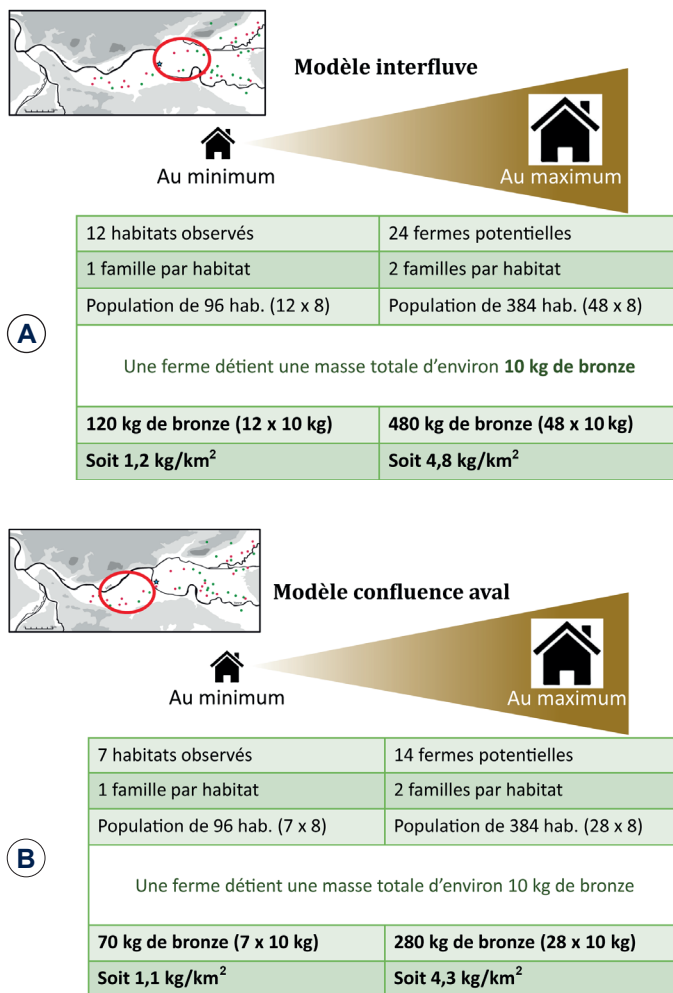 Modèle interfluve
Au minimum
Au maximum
12 habitats observés
24 fermes potentielles
1 famille par habitat
2 familles par habitat
Population de 96 hab. (12 x 8)
Population de 384 hab. (48 x 8)
A
Une ferme détient une masse totale d'environ 10 kg de bronze
120 kg de bronze (12 x 10 kg)
480 kg de bronze (48 x 10 kg)
Soit 1,2 kg/km²
Soit 4,8 kg/km²
Modèle confluence aval
Au minimum
Au maximum
7 habitats observés
14 fermes potentielles
1 famille par habitat
2 familles par habitat
Population de 96 hab. (7 x 8)
Population de 384 hab. (28 x 8)
B
Une ferme détient une masse totale d'environ 10 kg de bronze
70 kg de bronze (7 x 10 kg)
280 kg de bronze (28 x 10 kg)
Soit 1,1 kg/km²
Soit 4,3 kg/km²